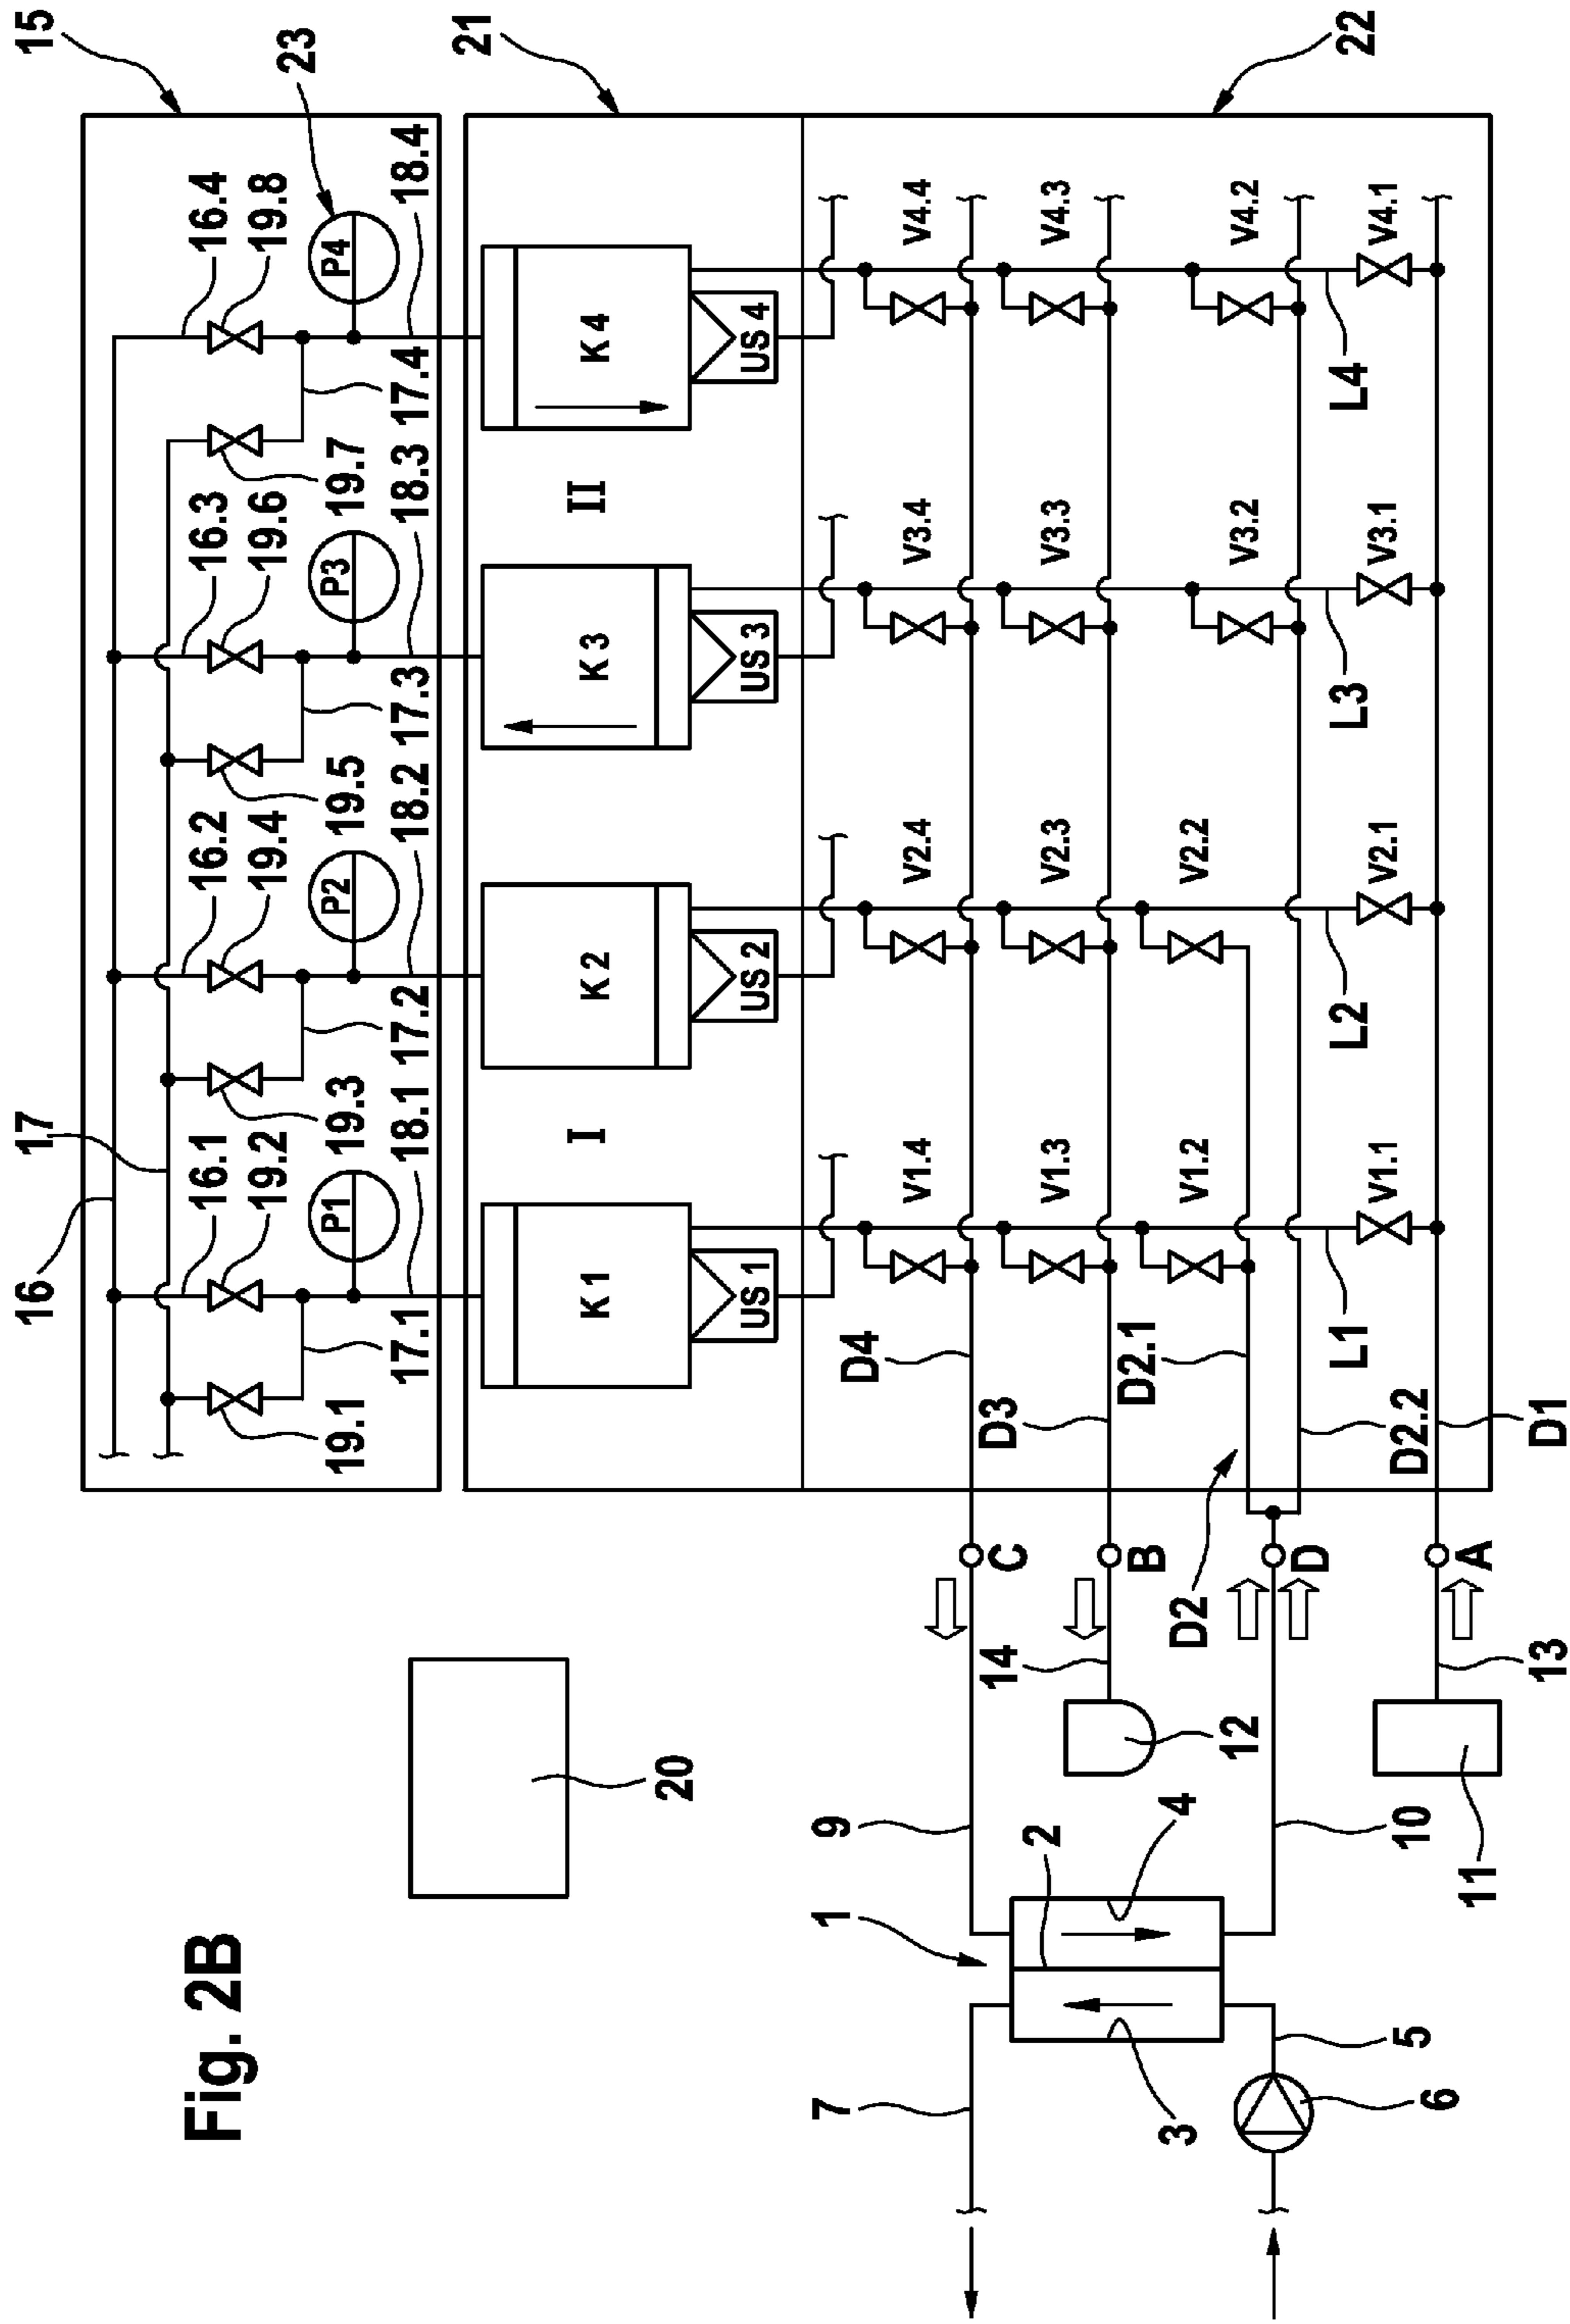 Fig. 2B
15
23
16
17
16.1
19.2
16.2
19.4
16.3
19.6
16.4
19.8
P1
P2
P3
P4
19.1
19.3
19.5
19.7
17.1
18.1
17.2
18.2
17.3
18.3
17.4
18.4
21
20
I
II
K1
K2
K3
K4
US 1
US 2
US 3
US 4
22
7
1
9
D4
V1.4
V2.4
V3.4
V4.4
C
2
14
D3
V1.3
V2.3
V3.3
V4.3
B
3
4
12
D2
D2.1
V1.2
V2.2
V3.2
V4.2
D
L1
L2
L3
L4
5
10
D2.2
V1.1
V2.1
V3.1
V4.1
6
11
A
13
D1